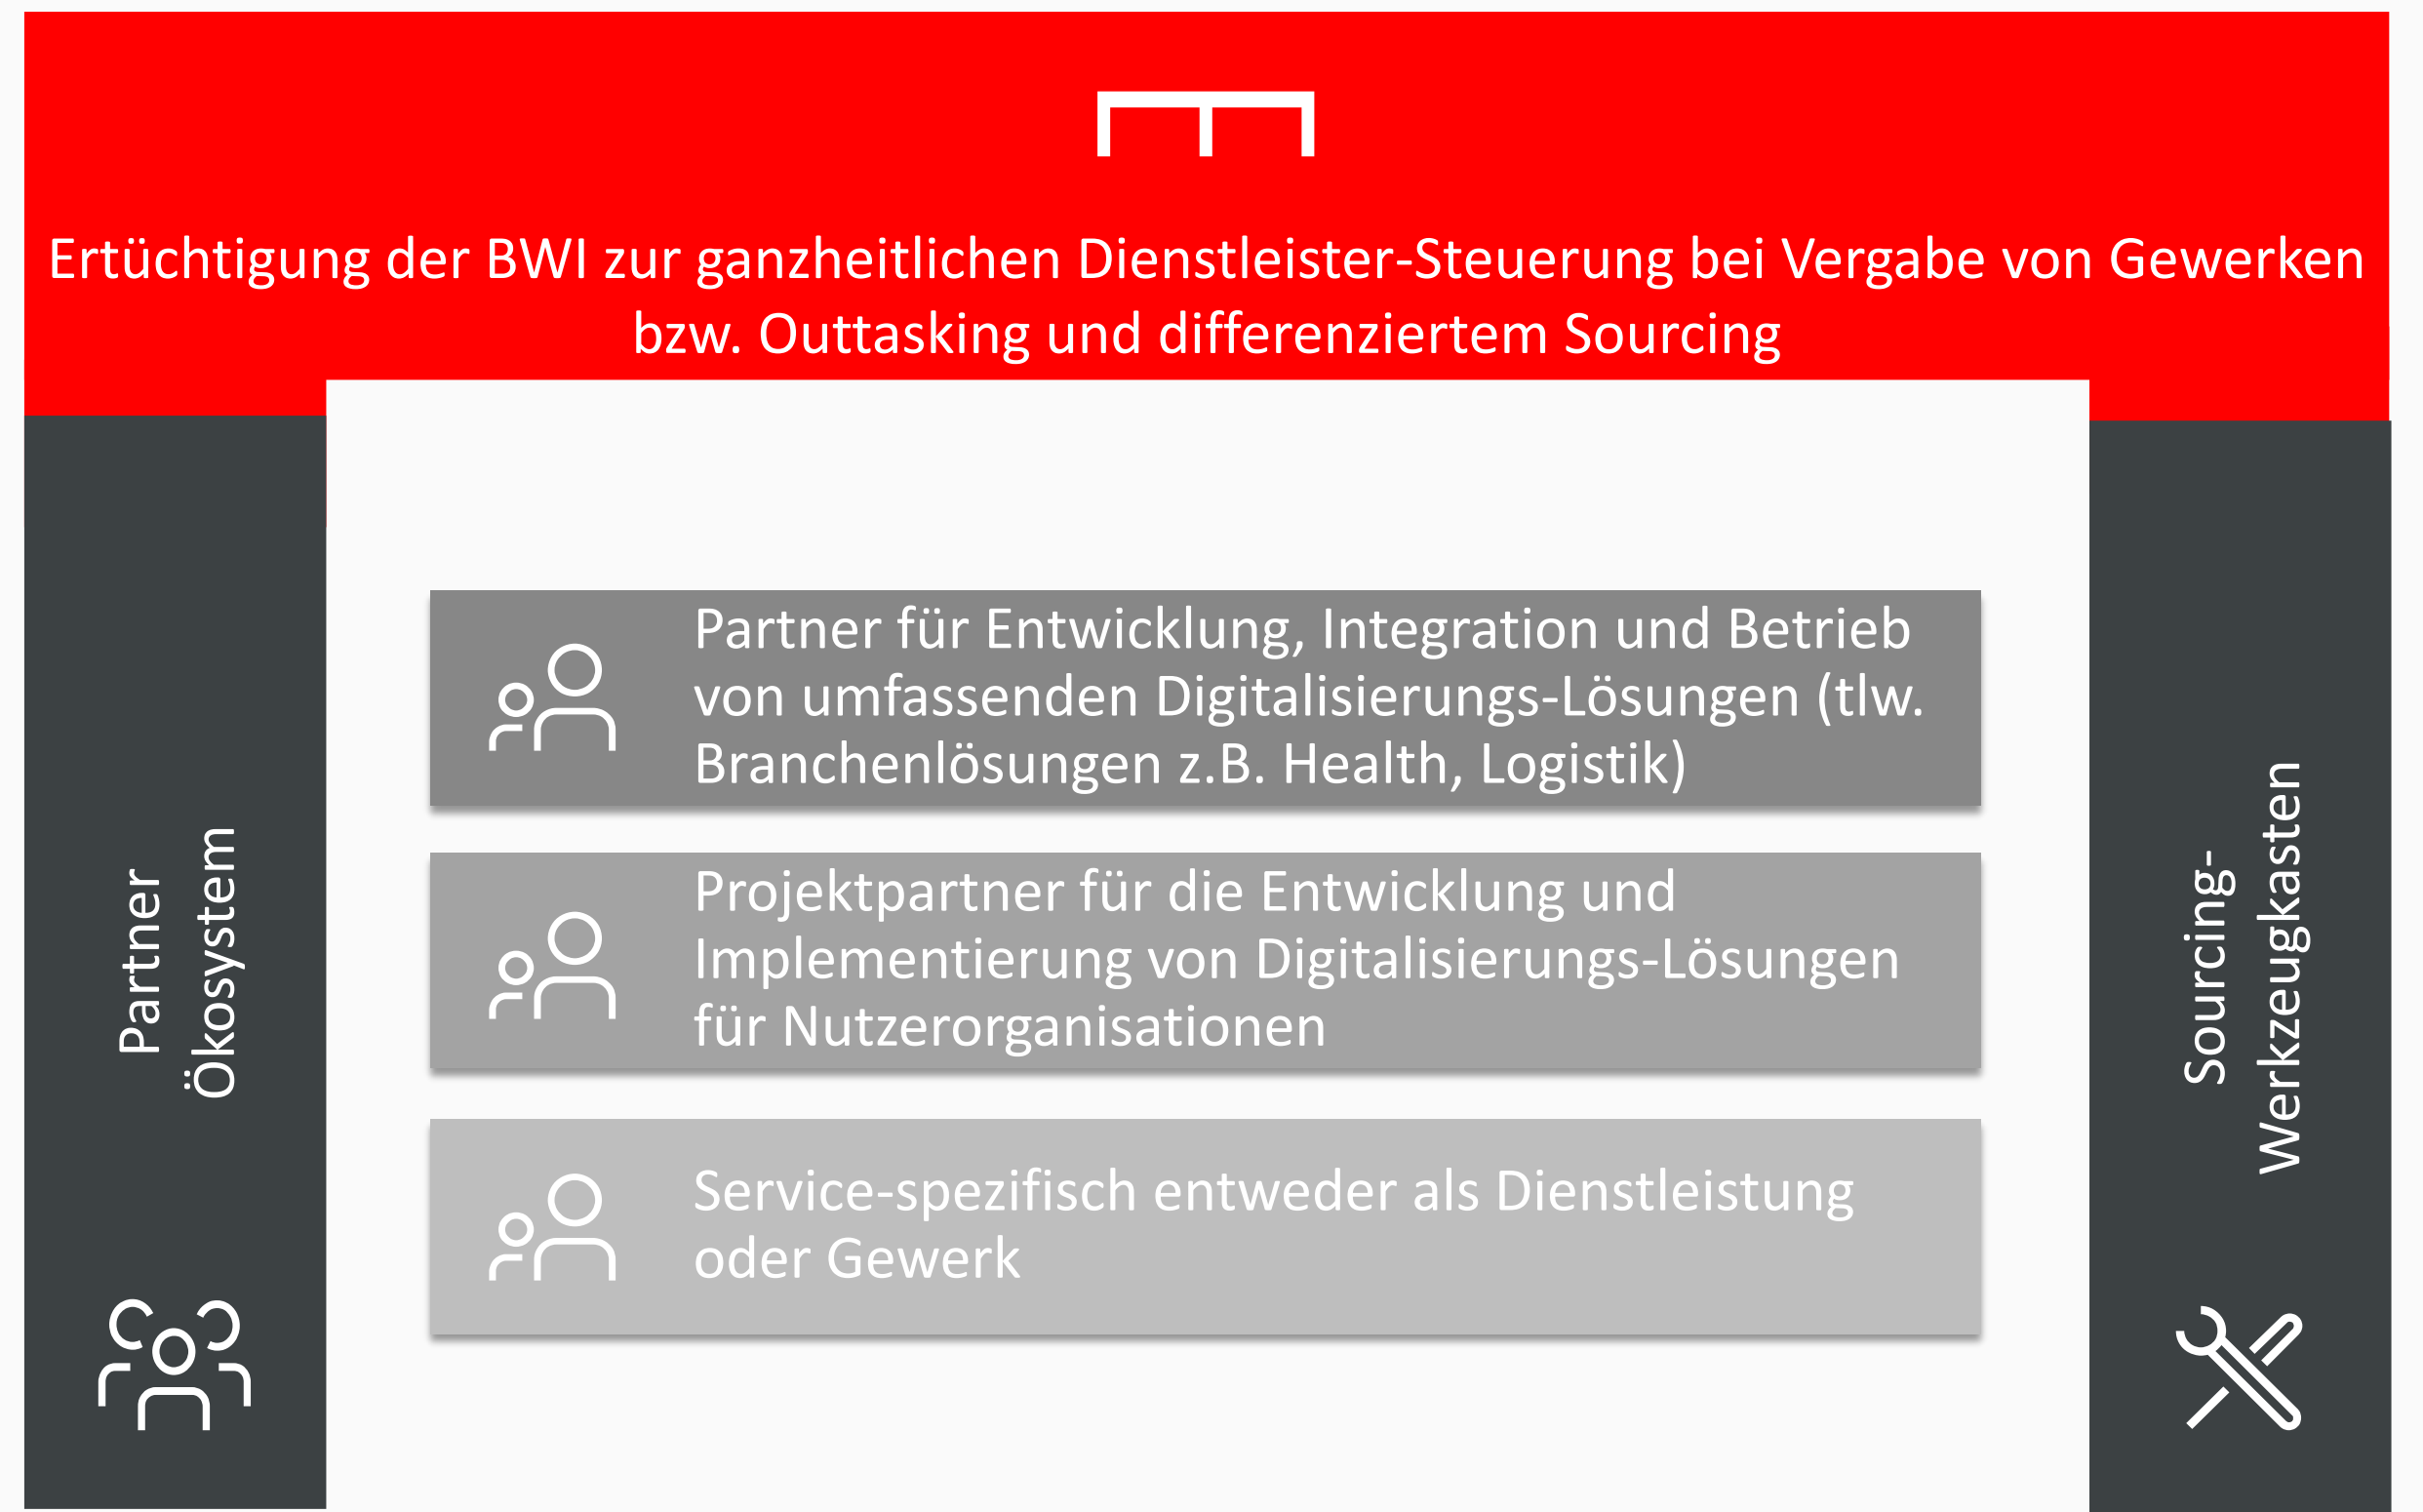 Ertüchtigung der BWI zur ganzheitlichen Dienstleister-Steuerung bei Vergabe von Gewerken
bzw. Outtasking und differenziertem Sourcing
Partner
Ökosystem
Partner für Entwicklung, Integration und Betrieb
von umfassenden Digitalisierungs-Lösungen (tlw.
Branchenlösungen z.B. Health, Logistik)
Projektpartner für die Entwicklung und
Implementierung von Digitalisierungs-Lösungen
für Nutzerorganisationen
Service-spezifisch entweder als Dienstleistung
oder Gewerk
Sourcing-
Werkzeugkasten